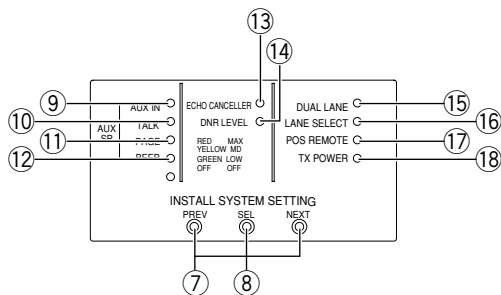 ⑬
⑭
⑨ AUX IN ECHO CANCELLER DUAL LANE ⑮
⑩ TALK DNR LEVEL LANE SELECT ⑯
AUX SP
⑪ PAGE RED MAX POS REMOTE ⑰
YELLOW MD
⑫ BEEP GREEN LOW TX POWER ⑱
OFF OFF
INSTALL SYSTEM SETTING
PREV SEL NEXT
⑦ ⑧